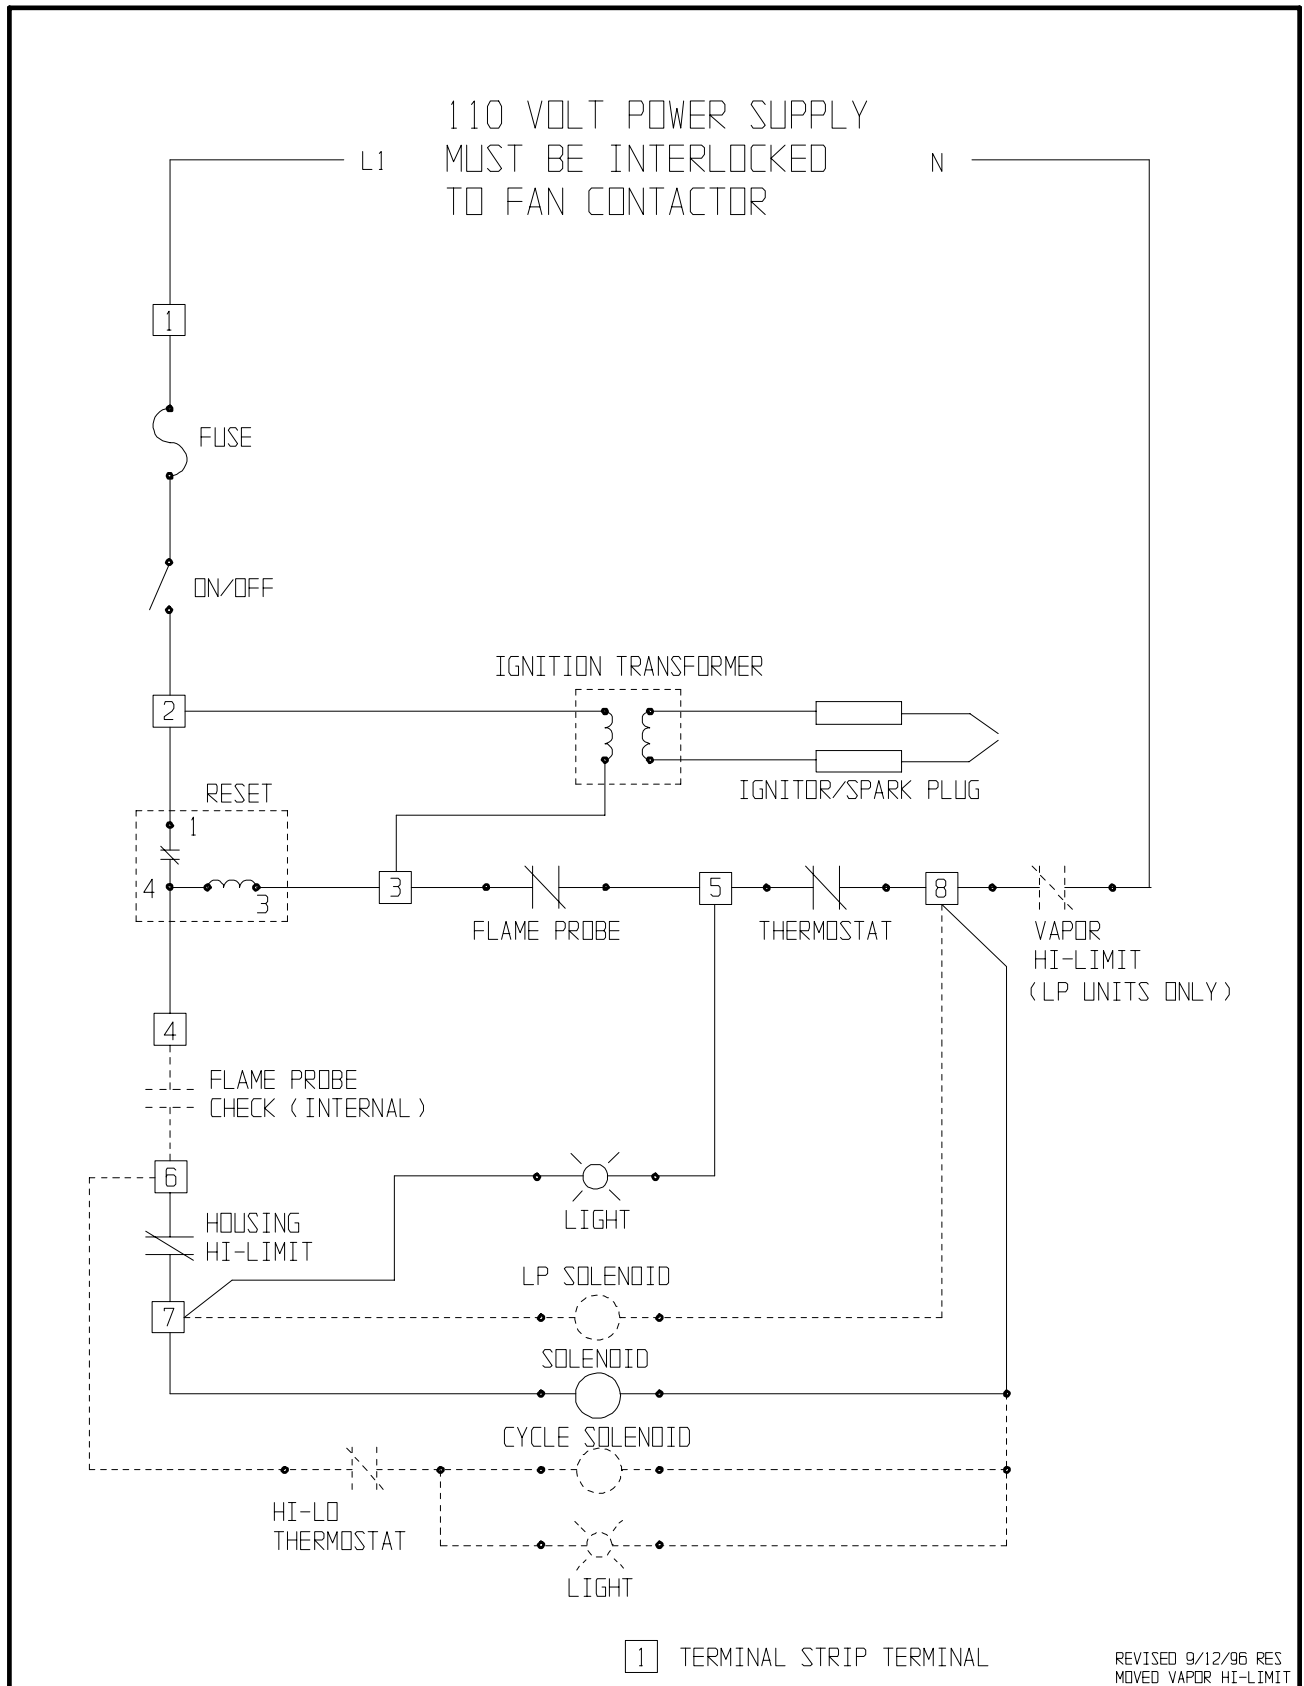 110 VOLT POWER SUPPLY
L1 MUST BE INTERLOCKED N
TO FAN CONTACTOR
1
FUSE
ON/OFF
IGNITION TRANSFORMER
2
IGNITOR/SPARK PLUG
RESET
1
4
3
3
5
8
FLAME PROBE
THERMOSTAT
VAPOR
HI-LIMIT
(LP UNITS ONLY)
4
FLAME PROBE
CHECK (INTERNAL)
6
HOUSING
HI-LIMIT
LIGHT
LP SOLENOID
7
SOLENOID
CYCLE SOLENOID
HI-LO
THERMOSTAT
LIGHT
1 TERMINAL STRIP TERMINAL
REVISED 9/12/96 RES
MOVED VAPOR HI-LIMIT